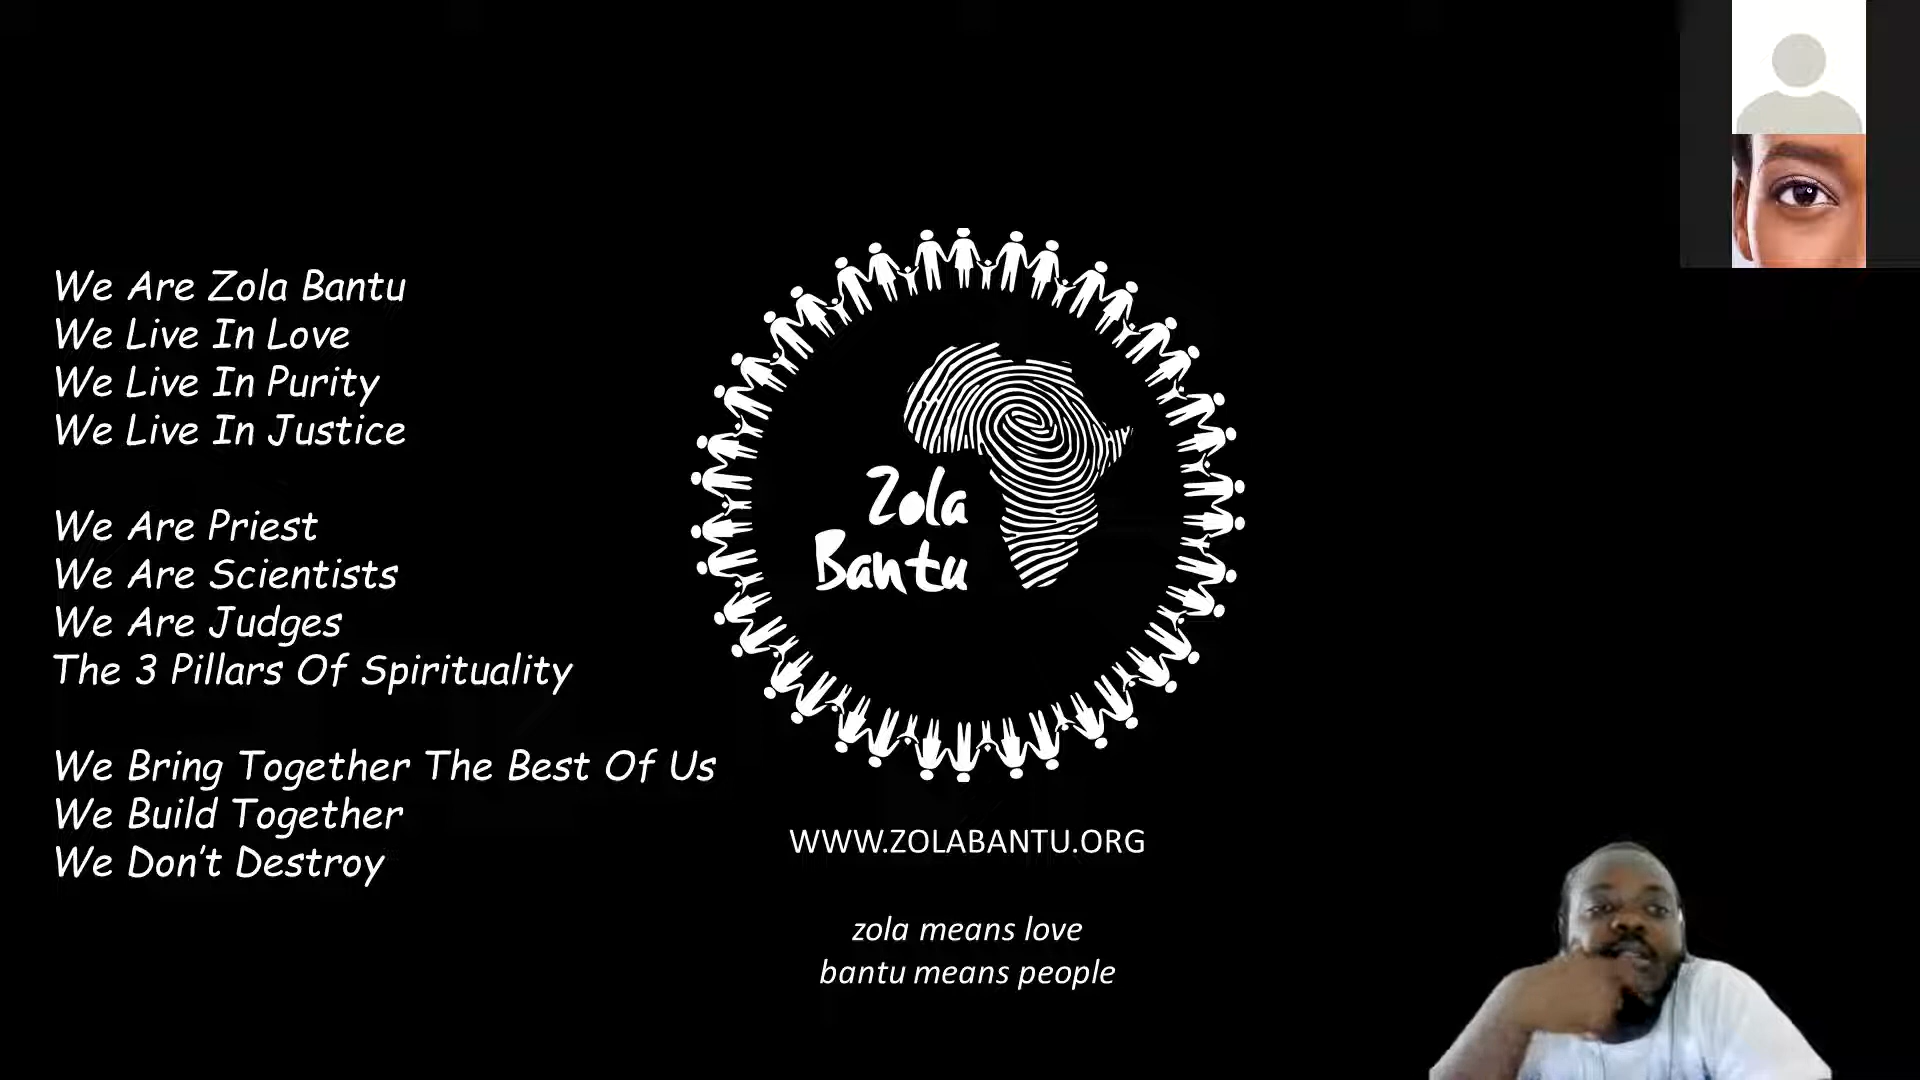 We Are Zola Bantu
We Live In Love
We Live In Purity
We Live In Justice
We Are Priest
We Are Scientists
We Are Judges
The 3 Pillars Of Spirituality
We Bring Together The Best Of Us
We Build Together
We Don't Destroy
Zola
Bantu
WWW.ZOLABANTU.ORG
zola means love
bantu means people